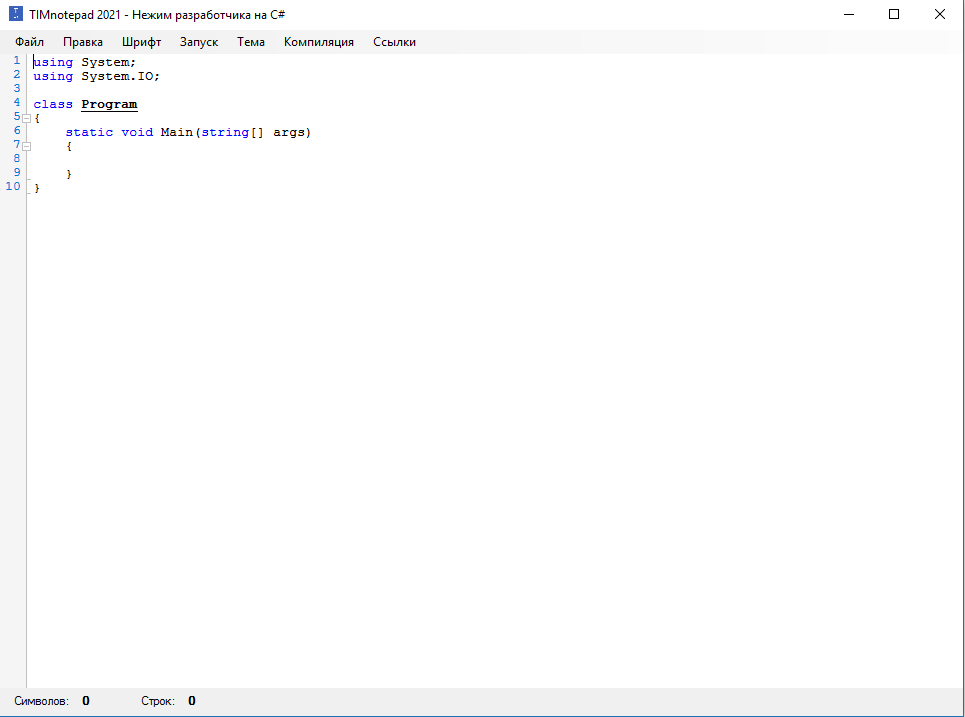 TIMnotepad 2021 - Нежим разработчика на C#
Файл Правка Шрифт Запуск Тема Компиляция Ссылки
1 using System;
2 using System.IO;
3
4 class Program
5 {
6 static void Main(string[] args)
7 {
8
9 }
10 }
Символов: 0 Строк: 0